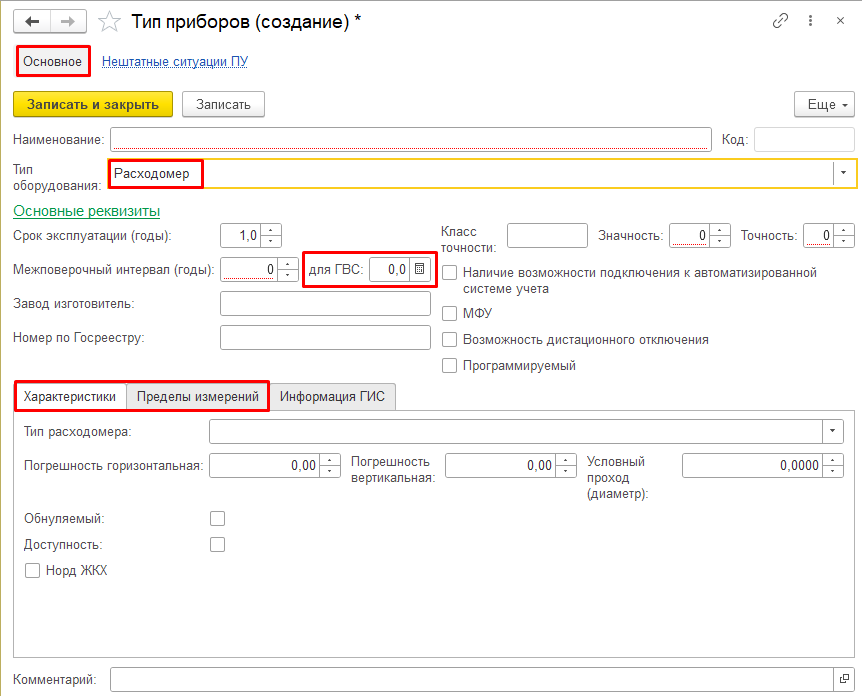 Тип приборов (создание) *
Основное Нештатные ситуации ПУ
Записать и закрыть Записать Еще
Наименование: Код:
Тип
оборудования: Расходомер
Основные реквизиты
Срок эксплуатации (годы): 1,0 Класс
точности: Значность: 0 Точность: 0
Межповерочный интервал (годы): 0 для ГВС: 0,0 Наличие возможности подключения к автоматизированной
системе учета
Завод изготовитель:
МФУ
Номер по Госреестру: Возможность дистационного отключения
Программируемый
Характеристики Пределы измерений Информация ГИС
Тип расходомера:
Погрешность горизонтальная: 0,00 Погрешность
вертикальная: 0,00 Условный
проход
(диаметр): 0,0000
Обнуляемый:
Доступность:
Норд ЖКХ
Комментарий: